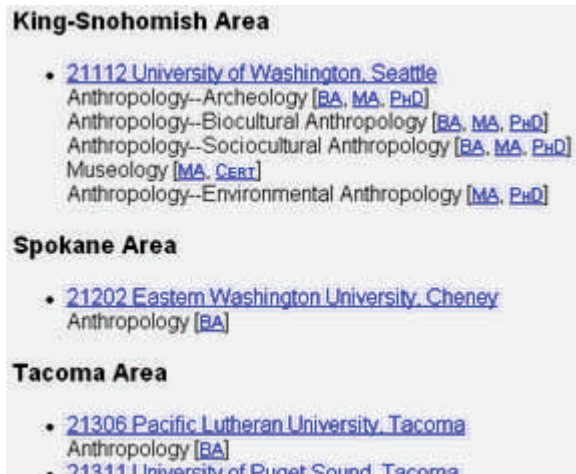 King-Snohomish Area
• 21112 University of Washington, Seattle
Anthropology--Archeology [BA, MA, PHD]
Anthropology--Biocultural Anthropology [BA, MA, PHD]
Anthropology--Sociocultural Anthropology [BA, MA, PHD]
Museology [MA, CERT]
Anthropology--Environmental Anthropology [MA, PHD]
Spokane Area
• 21202 Eastern Washington University, Cheney
Anthropology [BA]
Tacoma Area
• 21306 Pacific Lutheran University, Tacoma
Anthropology [BA]
• 21311 University of Puget Sound, Tacoma